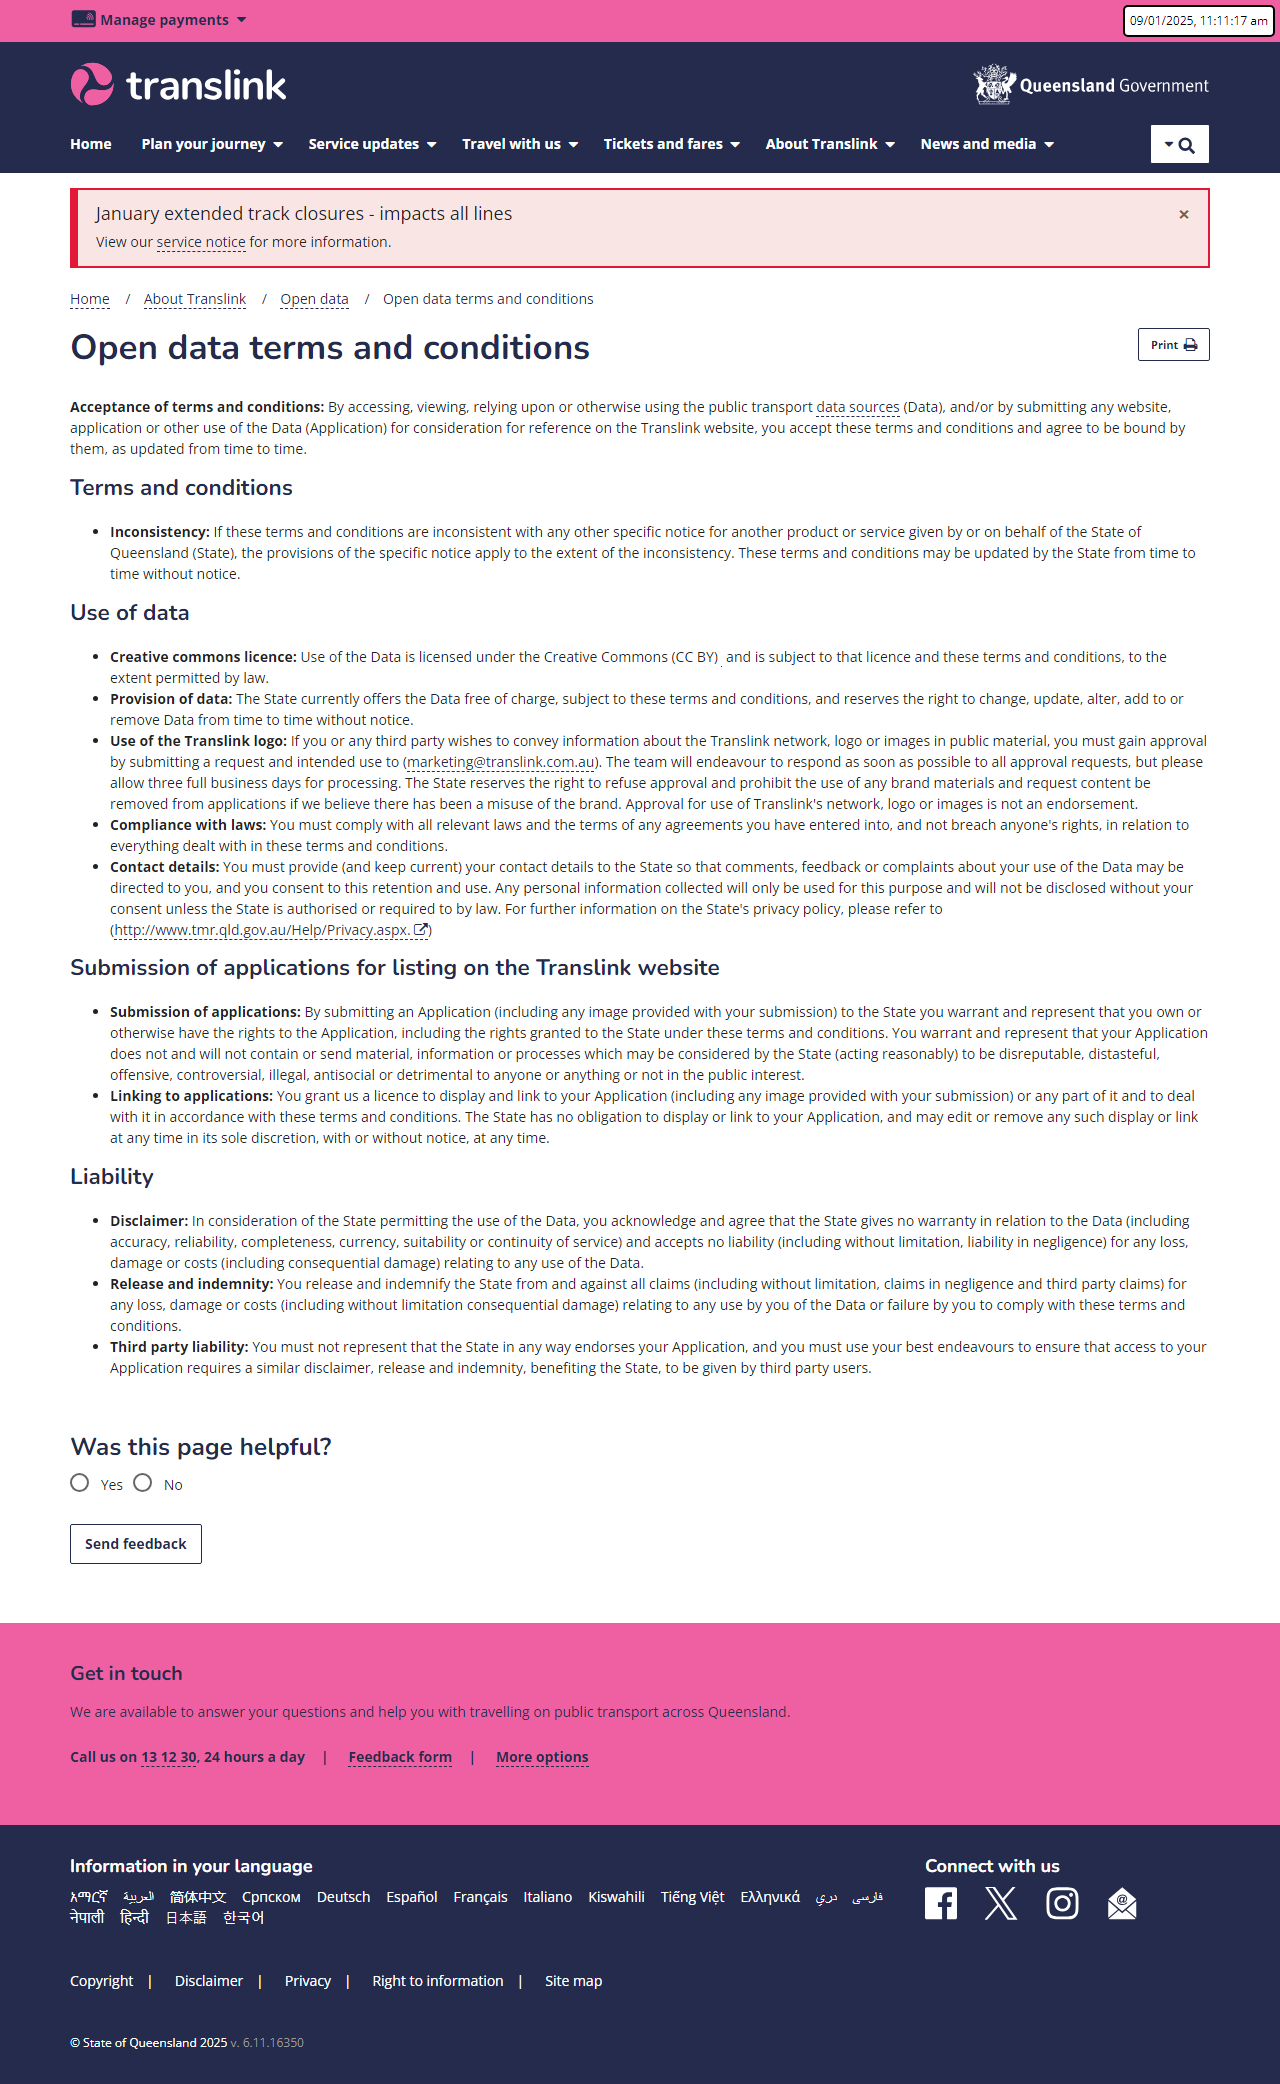 Manage payments
09/01/2025, 11:11:17 am
translink
Queensland Government
Home Plan your journey Service updates Travel with us Tickets and fares About Translink News and media
January extended track closures - impacts all lines ×
View our service notice for more information.
Home / About Translink / Open data / Open data terms and conditions
Open data terms and conditions
Print
Acceptance of terms and conditions: By accessing, viewing, relying upon or otherwise using the public transport data sources (Data), and/or by submitting any website,
application or other use of the Data (Application) for consideration for reference on the Translink website, you accept these terms and conditions and agree to be bound by
them, as updated from time to time.
Terms and conditions
• Inconsistency: If these terms and conditions are inconsistent with any other specific notice for another product or service given by or on behalf of the State of
Queensland (State), the provisions of the specific notice apply to the extent of the inconsistency. These terms and conditions may be updated by the State from time to
time without notice.
Use of data
• Creative commons licence: Use of the Data is licensed under the Creative Commons (CC BY) and is subject to that licence and these terms and conditions, to the
extent permitted by law.
• Provision of data: The State currently offers the Data free of charge, subject to these terms and conditions, and reserves the right to change, update, alter, add to or
remove Data from time to time without notice.
• Use of the Translink logo: If you or any third party wishes to convey information about the Translink network, logo or images in public material, you must gain approval
by submitting a request and intended use to (marketing@translink.com.au). The team will endeavour to respond as soon as possible to all approval requests, but please
allow three full business days for processing. The State reserves the right to refuse approval and prohibit the use of any brand materials and request content be
removed from applications if we believe there has been a misuse of the brand. Approval for use of Translink's network, logo or images is not an endorsement.
• Compliance with laws: You must comply with all relevant laws and the terms of any agreements you have entered into, and not breach anyone's rights, in relation to
everything dealt with in these terms and conditions.
• Contact details: You must provide (and keep current) your contact details to the State so that comments, feedback or complaints about your use of the Data may be
directed to you, and you consent to this retention and use. Any personal information collected will only be used for this purpose and will not be disclosed without your
consent unless the State is authorised or required to by law. For further information on the State's privacy policy, please refer to
(http://www.tmr.qld.gov.au/Help/Privacy.aspx. )
Submission of applications for listing on the Translink website
• Submission of applications: By submitting an Application (including any image provided with your submission) to the State you warrant and represent that you own or
otherwise have the rights to the Application, including the rights granted to the State under these terms and conditions. You warrant and represent that your Application
does not and will not contain or send material, information or processes which may be considered by the State (acting reasonably) to be disreputable, distasteful,
offensive, controversial, illegal, antisocial or detrimental to anyone or anything or not in the public interest.
• Linking to applications: You grant us a licence to display and link to your Application (including any image provided with your submission) or any part of it and to deal
with it in accordance with these terms and conditions. The State has no obligation to display or link to your Application, and may edit or remove any such display or link
at any time in its sole discretion, with or without notice, at any time.
Liability
• Disclaimer: In consideration of the State permitting the use of the Data, you acknowledge and agree that the State gives no warranty in relation to the Data (including
accuracy, reliability, completeness, currency, suitability or continuity of service) and accepts no liability (including without limitation, liability in negligence) for any loss,
damage or costs (including consequential damage) relating to any use of the Data.
• Release and indemnity: You release and indemnify the State from and against all claims (including without limitation, claims in negligence and third party claims) for
any loss, damage or costs (including without limitation consequential damage) relating to any use by you of the Data or failure by you to comply with these terms and
conditions.
• Third party liability: You must not represent that the State in any way endorses your Application, and you must use your best endeavours to ensure that access to your
Application requires a similar disclaimer, release and indemnity, benefiting the State, to be given by third party users.
Was this page helpful?
Yes No
Send feedback
Get in touch
We are available to answer your questions and help you with travelling on public transport across Queensland.
Call us on 13 12 30, 24 hours a day | Feedback form | More options
Information in your language
አማርኛ العربية 简体中文 Српском Deutsch Español Français Italiano Kiswahili Tiếng Việt Ελληνικά دري فارسی
नेपाली हिन्दी 日本語 한국어
Connect with us
Copyright | Disclaimer | Privacy | Right to information | Site map
© State of Queensland 2025 v. 6.11.16350